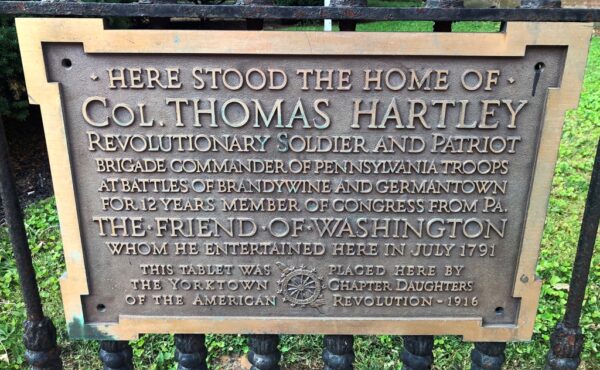 · HERE STOOD THE HOME OF ·
COL. THOMAS HARTLEY
REVOLUTIONARY SOLDIER AND PATRIOT
BRIGADE COMMANDER OF PENNSYLVANIA TROOPS
AT BATTLES OF BRANDYWINE AND GERMANTOWN
FOR 12 YEARS MEMBER OF CONGRESS FROM PA.
THE·FRIEND·OF·WASHINGTON
WHOM HE ENTERTAINED HERE IN JULY 1791
THIS TABLET WAS PLACED HERE BY
THE YORKTOWN CHAPTER DAUGHTERS
OF THE AMERICAN REVOLUTION - 1916